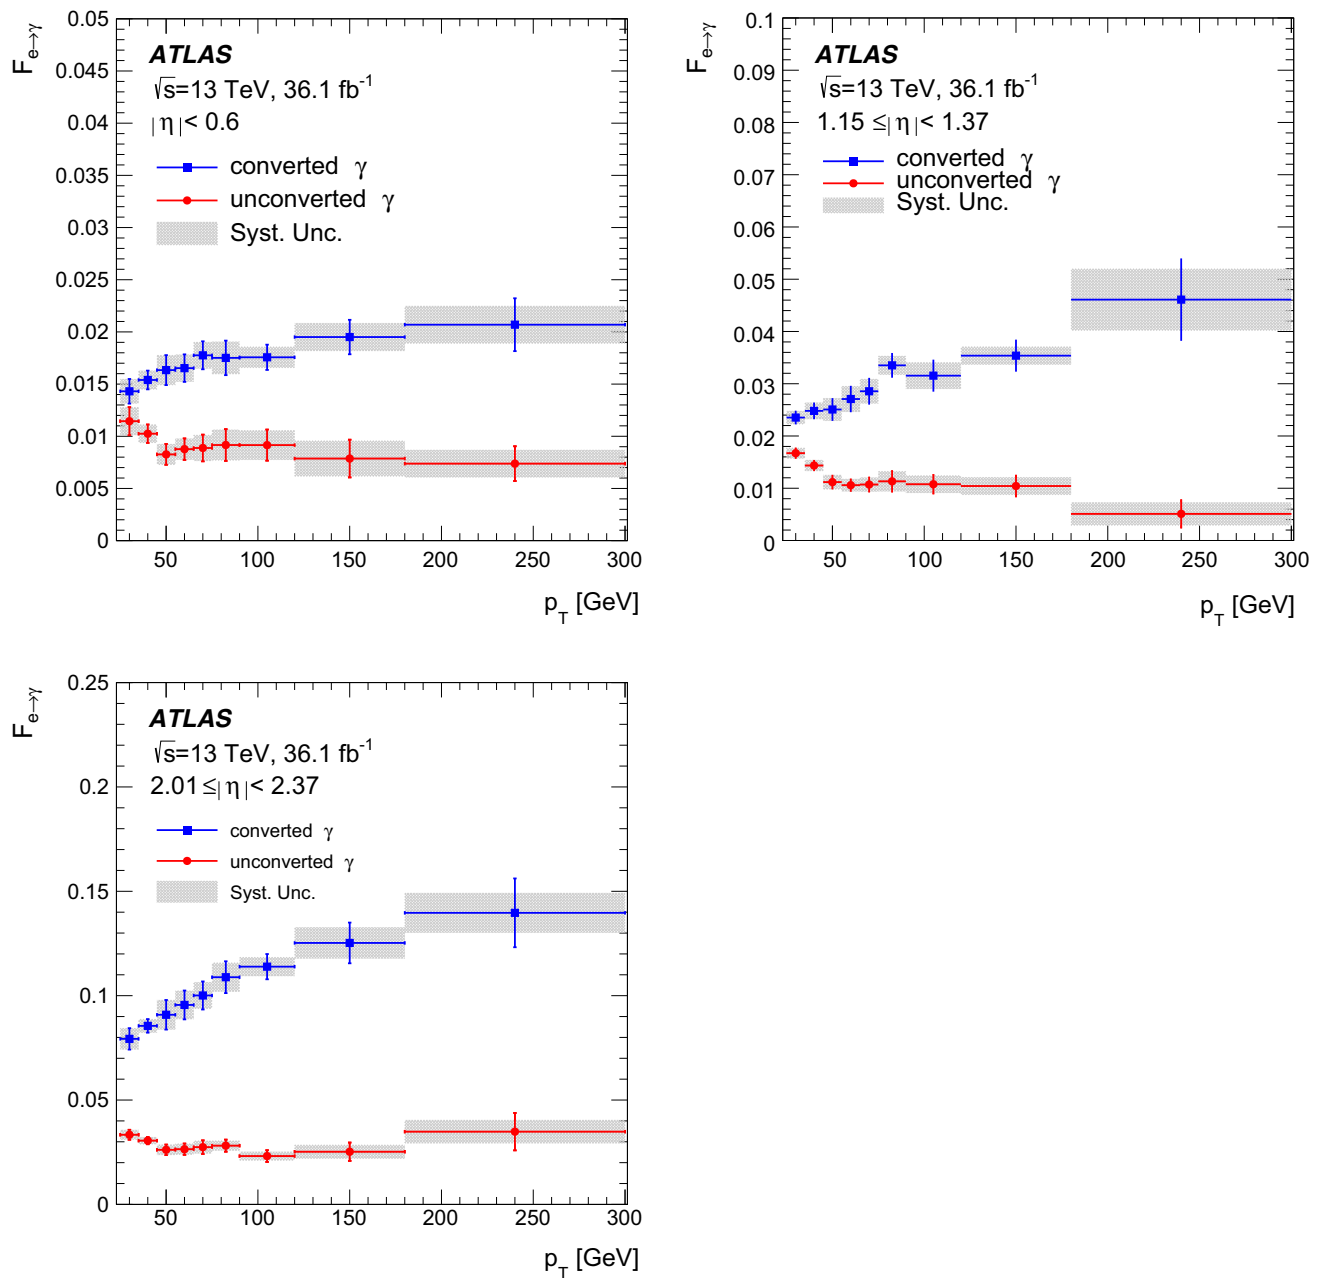 F_{e→γ}
0.05
0.045
0.04
0.035
0.03
0.025
0.02
0.015
0.01
0.005
0
ATLAS
√s=13 TeV, 36.1 fb^{-1}
|η|< 0.6
converted γ
unconverted γ
Syst. Unc.
50 100 150 200 250 300
p_T [GeV]
F_{e→γ}
0.1
0.09
0.08
0.07
0.06
0.05
0.04
0.03
0.02
0.01
0
ATLAS
√s=13 TeV, 36.1 fb^{-1}
1.15 ≤|η|< 1.37
converted γ
unconverted γ
Syst. Unc.
50 100 150 200 250 300
p_T [GeV]
F_{e→γ}
0.25
0.2
0.15
0.1
0.05
0
ATLAS
√s=13 TeV, 36.1 fb^{-1}
2.01 ≤|η|< 2.37
converted γ
unconverted γ
Syst. Unc.
50 100 150 200 250 300
p_T [GeV]